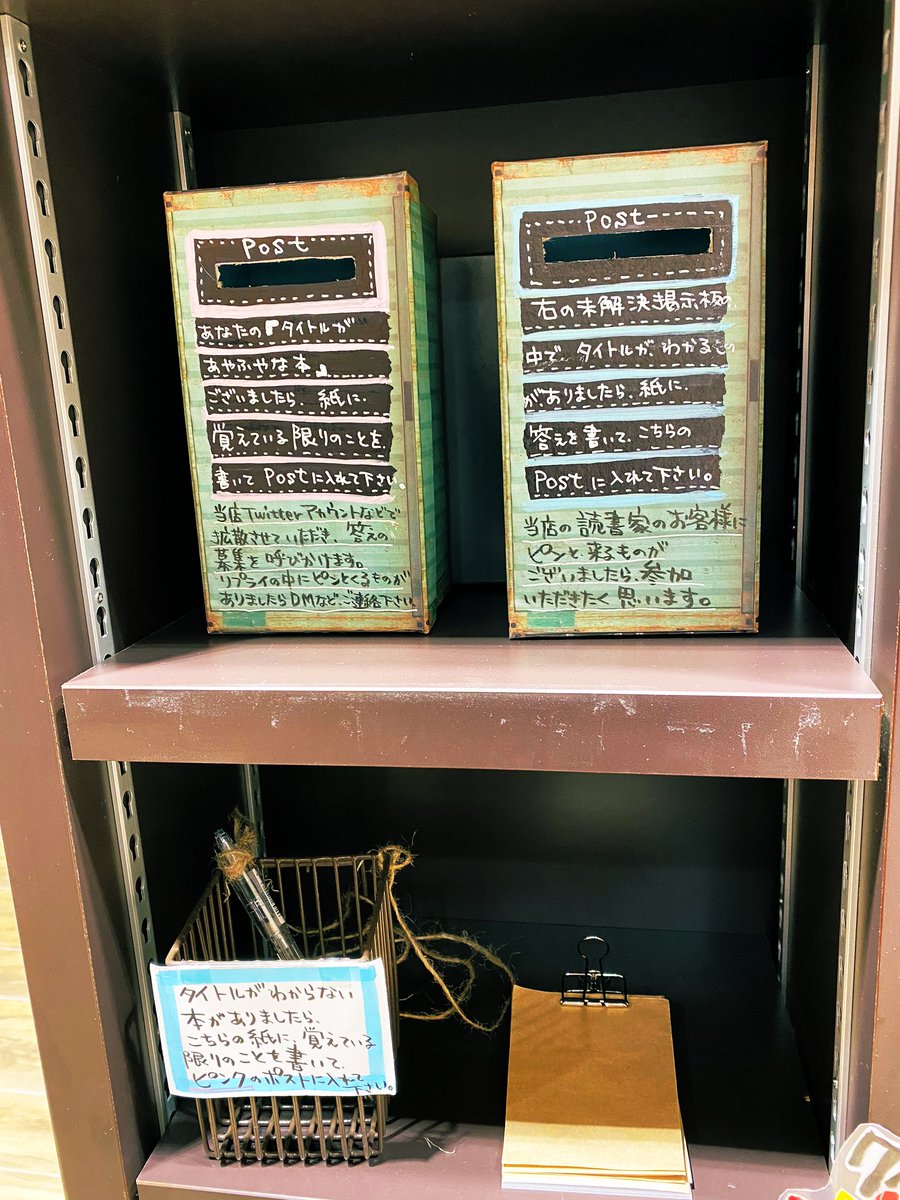 Post
あなたの『タイトルが
あやふやな本』
ございましたら、紙に
覚えている限りのことを、
書いて Postに入れて下さい。
当店Twitterアカウントなどで
拡散させていただき、答えの
募集を呼びかけます。
リプライの中にピンとくるものが
ありましたらDMなど、ご連絡下さい。
Post
右の未解決掲示板の
中で、タイトルが、わかるもの
がありましたら、紙に、
答えを書いて、こちらの
Postに入れて下さい。
当店の読書家のお客様に
ピンと来るものが
ございましたら、参加
いただきたく思います。
タイトルがわからない
本がありましたら、
こちらの紙に、覚えている
限りのことを書いて、
ピンクのポストに入れて
下さい。